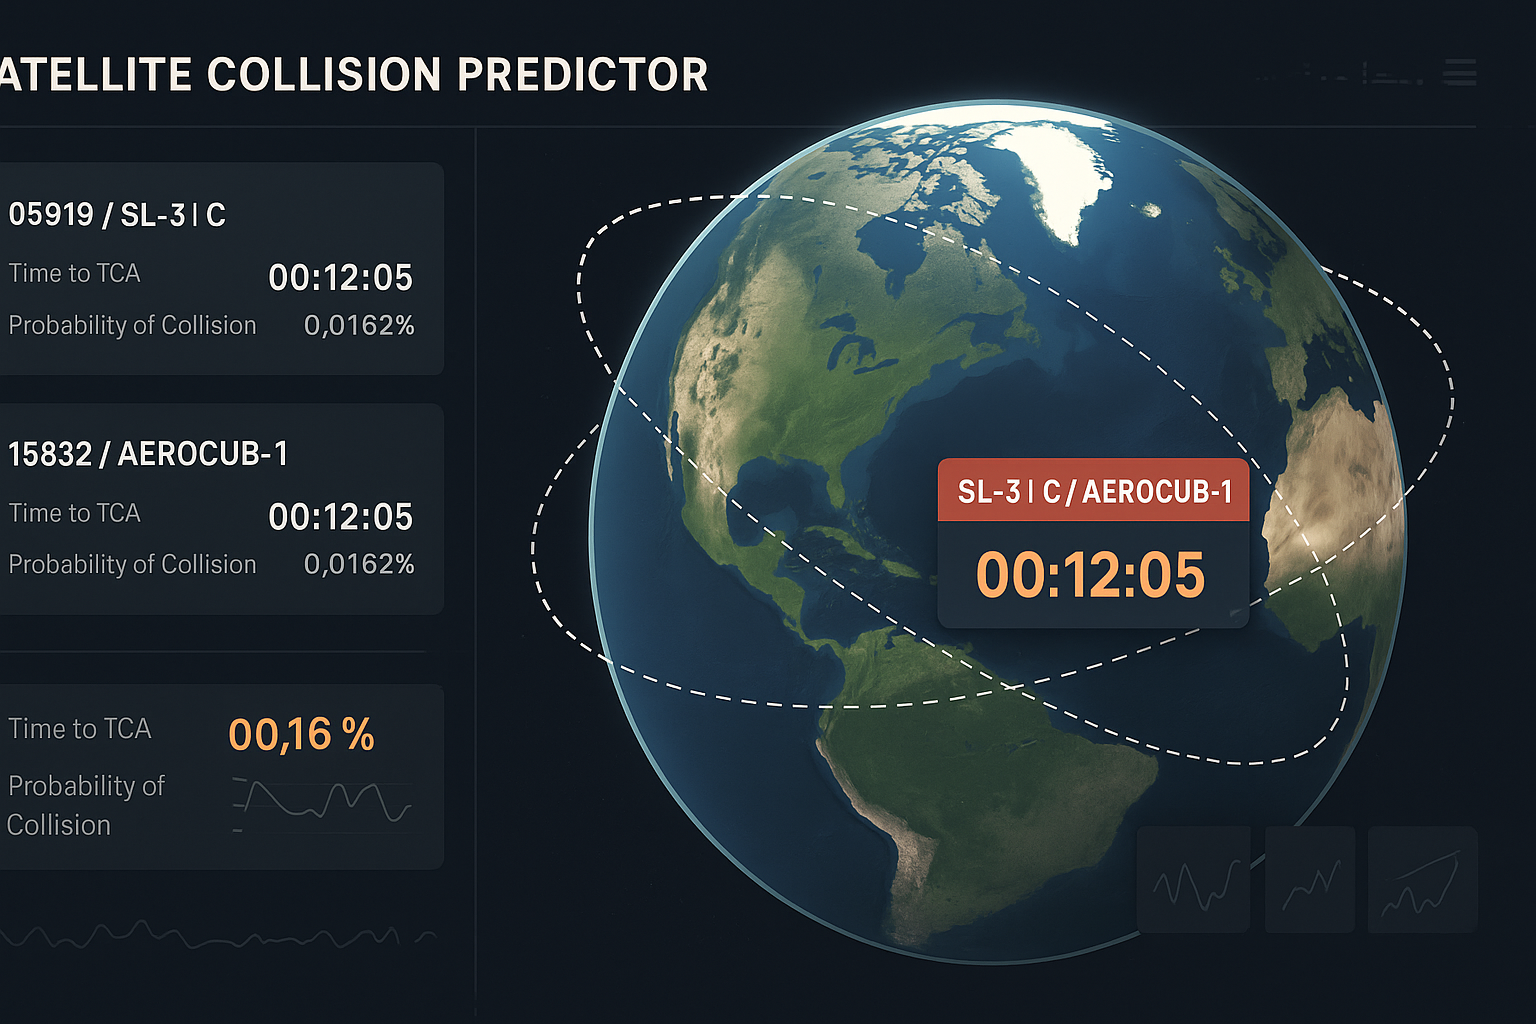 ATELLITE COLLISION PREDICTOR
05919 / SL-3 | C
Time to TCA 00:12:05
Probability of Collision 0,0162%
15832 / AEROCUB-1
Time to TCA 00:12:05
Probability of Collision 0,0162%
Time to TCA 00,16 %
Probability of
Collision
SL-3 | C / AEROCUB-1
00:12:05